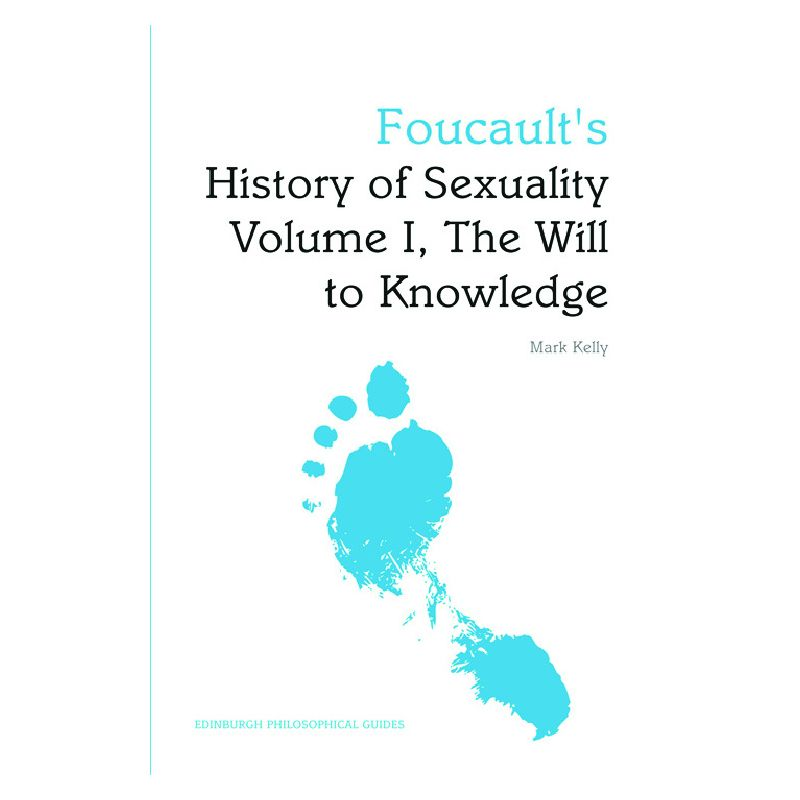 Foucault's
History of Sexuality
Volume I, The Will
to Knowledge
Mark Kelly
EDINBURGH PHILOSOPHICAL GUIDES